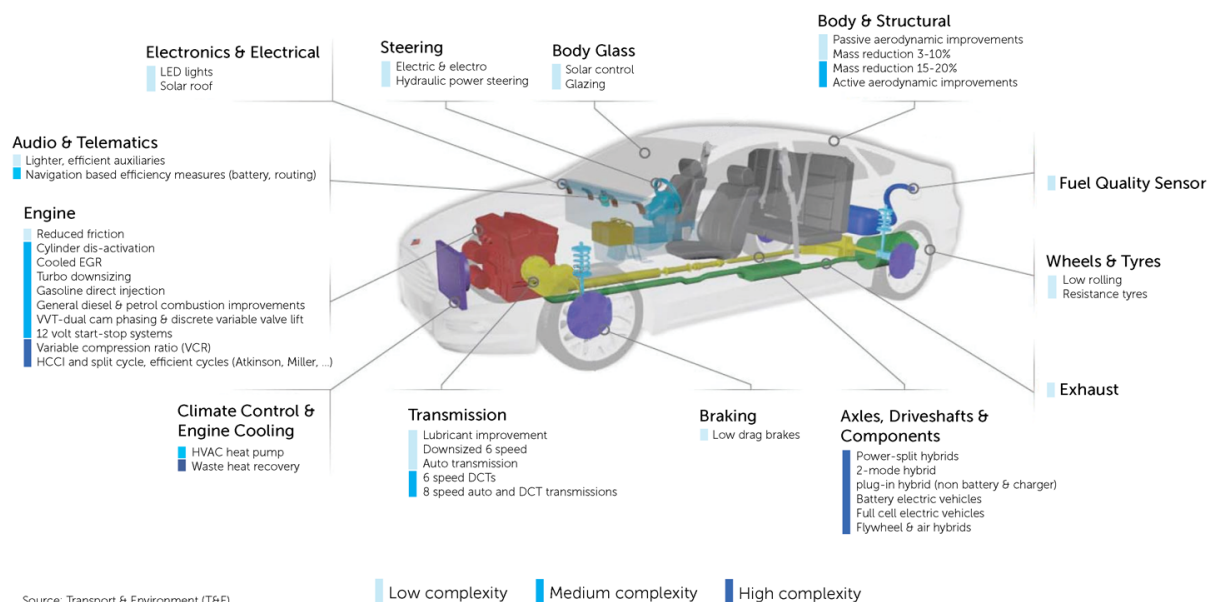 Electronics & Electrical
LED lights
Solar roof
Steering
Electric & electro
Hydraulic power steering
Body Glass
Solar control
Glazing
Body & Structural
Passive aerodynamic improvements
Mass reduction 3-10%
Mass reduction 15-20%
Active aerodynamic improvements
Audio & Telematics
Lighter, efficient auxiliaries
Navigation based efficiency measures (battery, routing)
Fuel Quality Sensor
Engine
Reduced friction
Cylinder dis-activation
Cooled EGR
Turbo downsizing
Gasoline direct injection
General diesel & petrol combustion improvements
VVT-dual cam phasing & discrete variable valve lift
12 volt start-stop systems
Variable compression ratio (VCR)
HCCI and split cycle, efficient cycles (Atkinson, Miller, ...)
Wheels & Tyres
Low rolling
Resistance tyres
Exhaust
Climate Control &
Engine Cooling
HVAC heat pump
Waste heat recovery
Transmission
Lubricant improvement
Downsized 6 speed
Auto transmission
6 speed DCTs
8 speed auto and DCT transmissions
Braking
Low drag brakes
Axles, Driveshafts &
Components
Power-split hybrids
2-mode hybrid
plug-in hybrid (non battery & charger)
Battery electric vehicles
Full cell electric vehicles
Flywheel & air hybrids
Low complexity
Medium complexity
High complexity
Source: Transport & Environment (T&E)